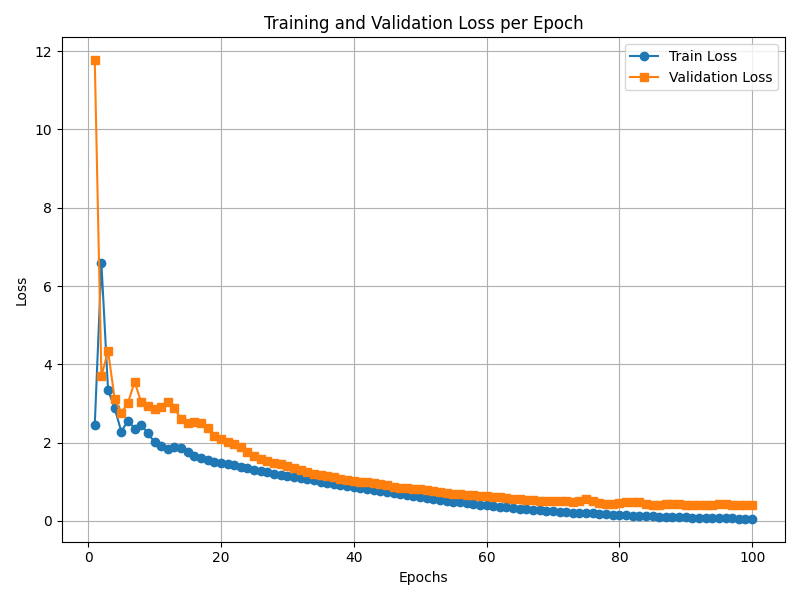 Training and Validation Loss per Epoch
Train Loss
Validation Loss
12
10
8
6
4
2
0
Loss
0 20 40 60 80 100
Epochs